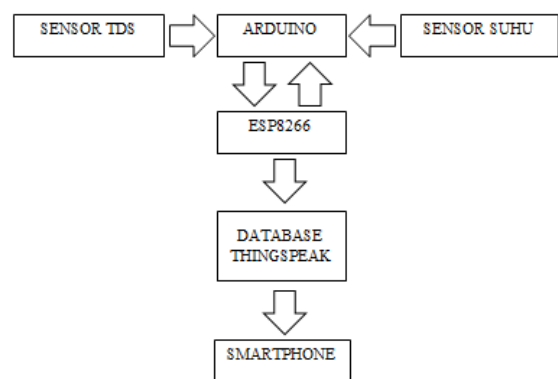 SENSOR TDS
ARDUINO
SENSOR SUHU
ESP8266
DATABASE
THINGSPEAK
SMARTPHONE